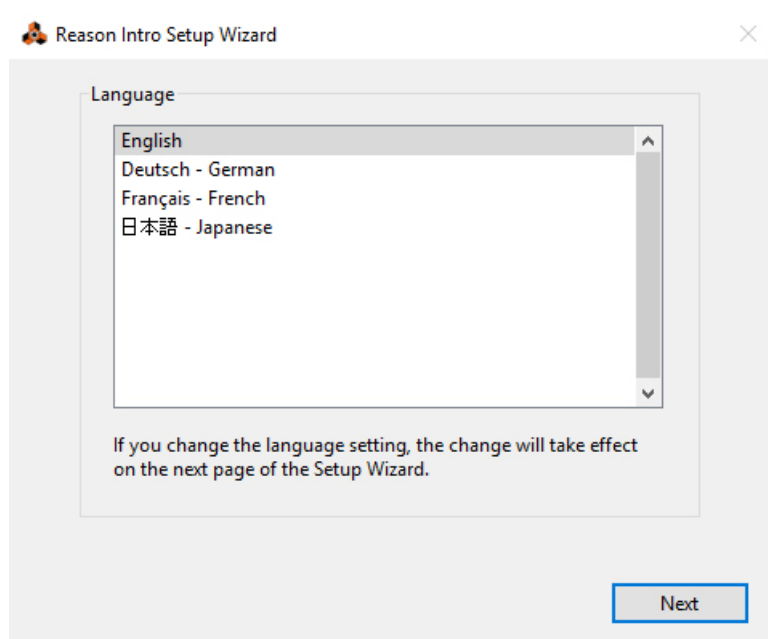 Reason Intro Setup Wizard
Language
English
Deutsch - German
Français - French
日本語 - Japanese
If you change the language setting, the change will take effect
on the next page of the Setup Wizard.
Next